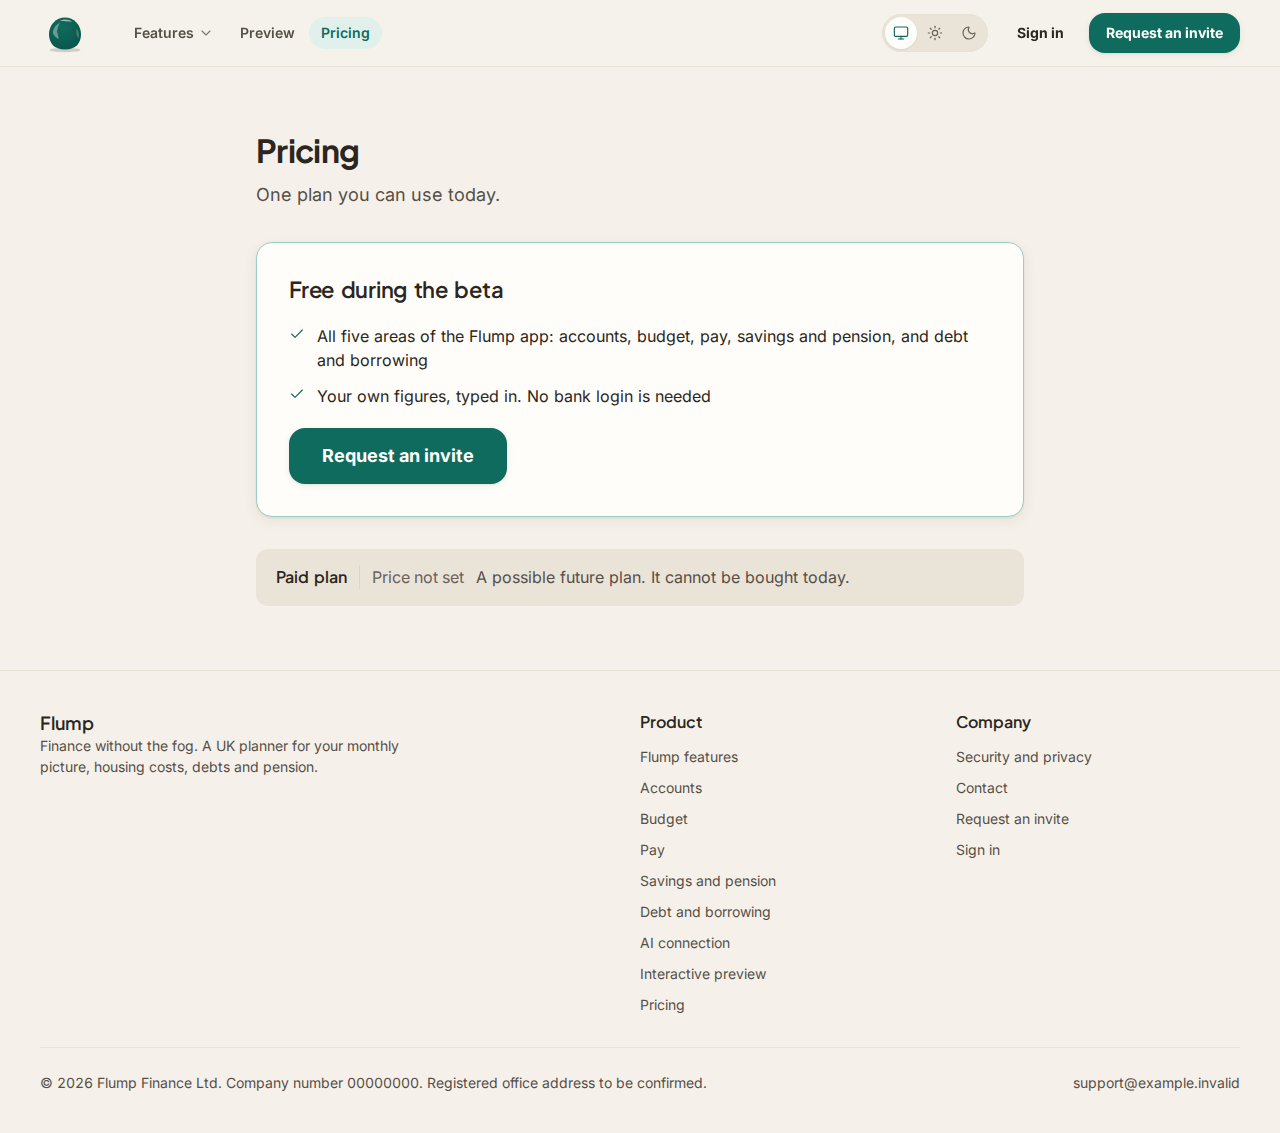 Features
Preview
Pricing
Sign in
Request an invite
Pricing
One plan you can use today.
Free during the beta
All five areas of the Flump app: accounts, budget, pay, savings and pension, and debt
and borrowing
Your own figures, typed in. No bank login is needed
Request an invite
Paid plan
Price not set
A possible future plan. It cannot be bought today.
Flump
Finance without the fog. A UK planner for your monthly
picture, housing costs, debts and pension.
Product
Flump features
Accounts
Budget
Pay
Savings and pension
Debt and borrowing
AI connection
Interactive preview
Pricing
Company
Security and privacy
Contact
Request an invite
Sign in
© 2026 Flump Finance Ltd. Company number 00000000. Registered office address to be confirmed.
support@example.invalid